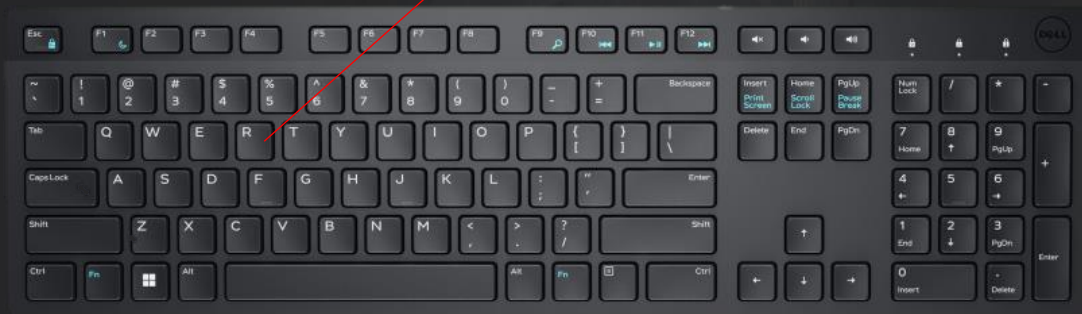 Esc F1 F2 F3 F4 F5 F6 F7 F8 F9 F10 F11 F12 DELL
~ ! @ # $ % ^ & * ( ) _ + Backspace Insert Home PgUp Num / * -
` 1 2 3 4 5 6 7 8 9 0 - = Print Screen Scroll Lock Pause Break Lock
Tab Q W E R T Y U I O P { } | Delete End PgDn 7 8 9 +
[ ] \ Home ↑ PgUp
CapsLock A S D F G H J K L : " Enter 4 5 6
; ' ← →
Shift Z X C V B N M < > ? Shift ↑ 1 2 3
, . / End ↓ PgDn Enter
Ctrl Fn Alt Alt Fn Ctrl ← ↓ → 0 .
Insert Delete